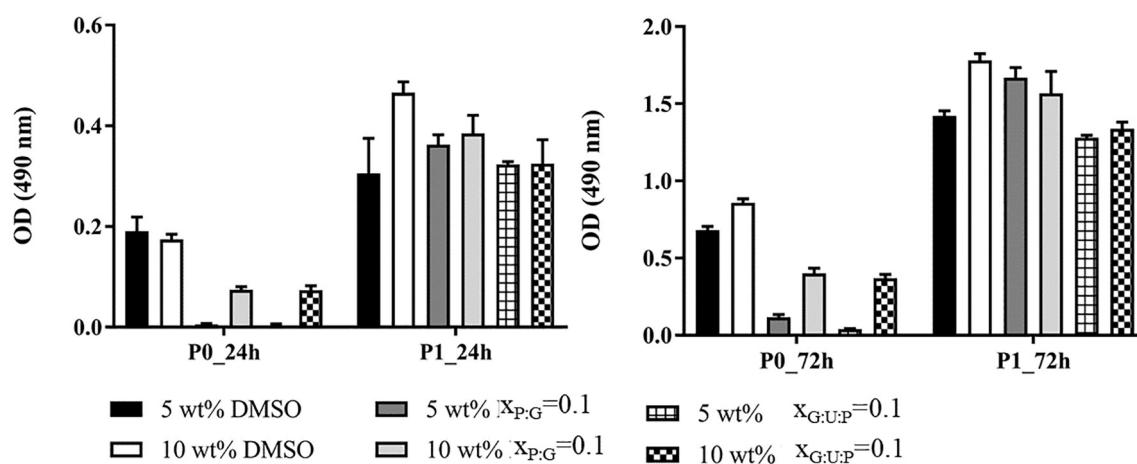 0.6
0.4
0.2
0.0
OD (490 nm)
P0_24h
P1_24h
2.0
1.5
1.0
0.5
0.0
OD (490 nm)
P0_72h
P1_72h
5 wt% DMSO
10 wt% DMSO
5 wt% xP:G=0.1
10 wt% xP:G=0.1
5 wt% xG:U:P=0.1
10 wt% xG:U:P=0.1